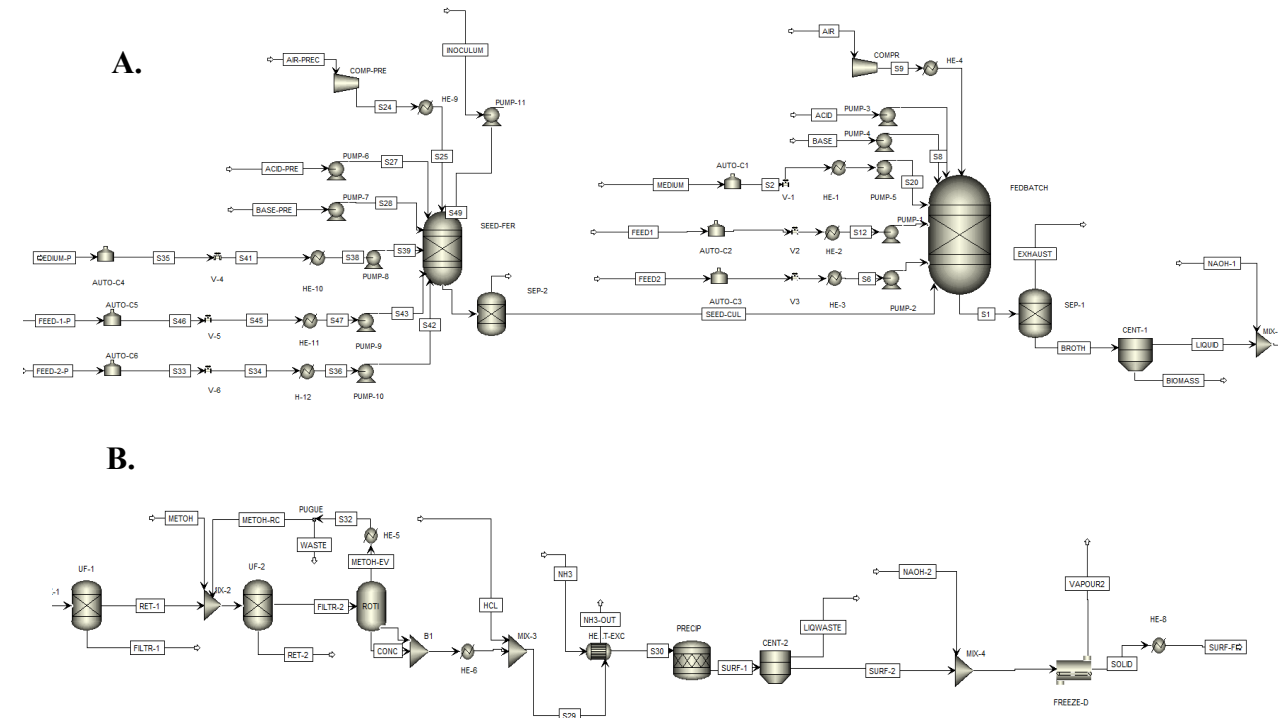 A.
AIR-PREC
COMP-PRE
S24
HE-9
INOCULUM
PUMP-11
S25
ACID-PRE
PUMP-6
S27
BASE-PRE
PUMP-7
S28
S49
SEED-FER
EDIUM-P
AUTO-C4
S35
V-4
S41
HE-10
S38
PUMP-8
S39
FEED-1-P
AUTO-C5
S46
V-5
S45
HE-11
S47
PUMP-9
S43
S42
FEED-2-P
AUTO-C6
S33
V-6
S34
H-12
S36
PUMP-10
SEP-2
SEED-CUL
AIR
COMPR
S9
HE-4
ACID
PUMP-3
BASE
PUMP-4
S8
MEDIUM
AUTO-C1
S2
V-1
HE-1
PUMP-5
S20
FEDBATCH
FEED1
AUTO-C2
V2
HE-2
S12
PUMP-1
FEED2
AUTO-C3
V3
HE-3
S6
PUMP-2
S1
EXHAUST
SEP-1
BROTH
CENT-1
LIQUID
BIOMASS
NAOH-1
MIX-
B.
UF-1
-1
RET-1
FILTR-1
METOH
METOH-RC
PUGUE
WASTE
S32
HE-5
METOH-EV
MIX-2
UF-2
FILTR-2
RET-2
ROTI
CONC
B1
HE-6
HCL
MIX-3
S29
NH3
NH3-OUT
HE T-EXC
S30
PRECIP
SURF-1
CENT-2
LIQWASTE
SURF-2
NAOH-2
MIX-4
FREEZE-D
VAPOUR2
SOLID
HE-8
SURF-F